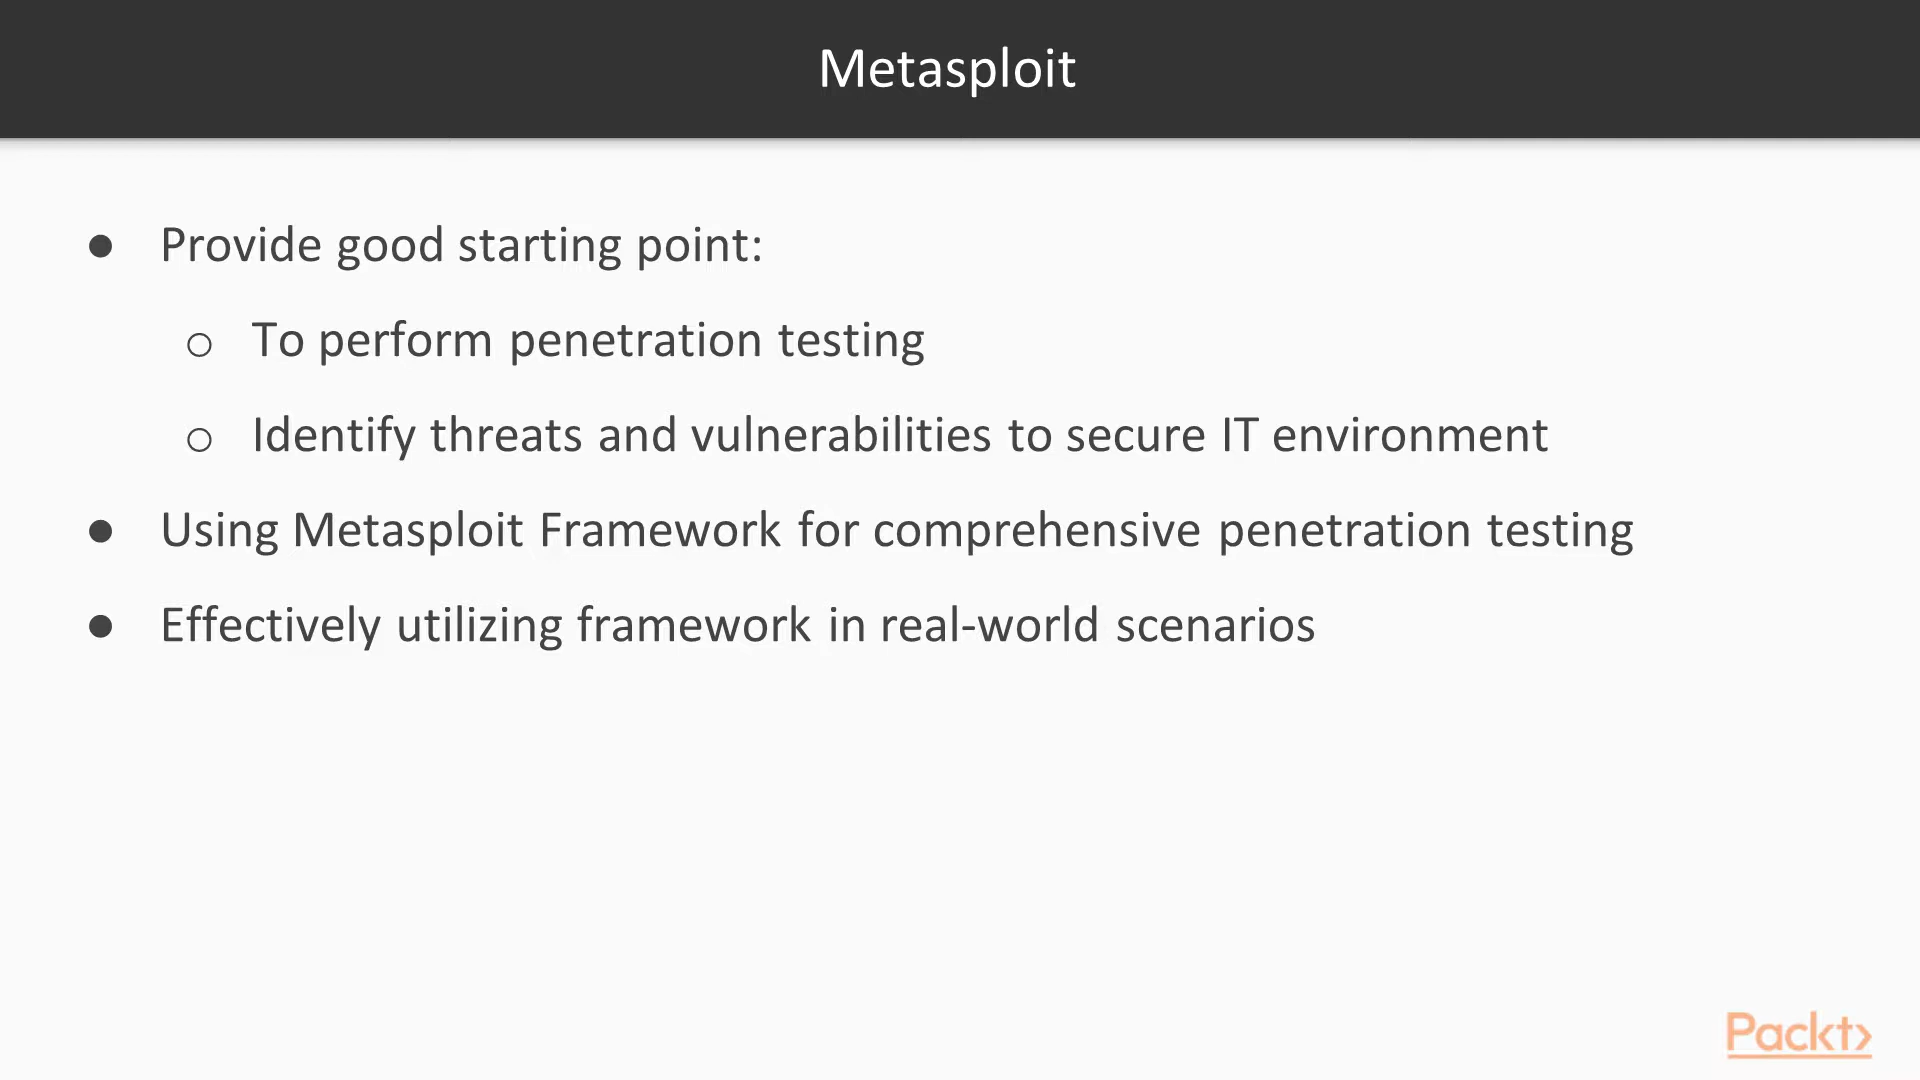 Metasploit
● Provide good starting point:
○ To perform penetration testing
○ Identify threats and vulnerabilities to secure IT environment
● Using Metasploit Framework for comprehensive penetration testing
● Effectively utilizing framework in real-world scenarios
Packt>